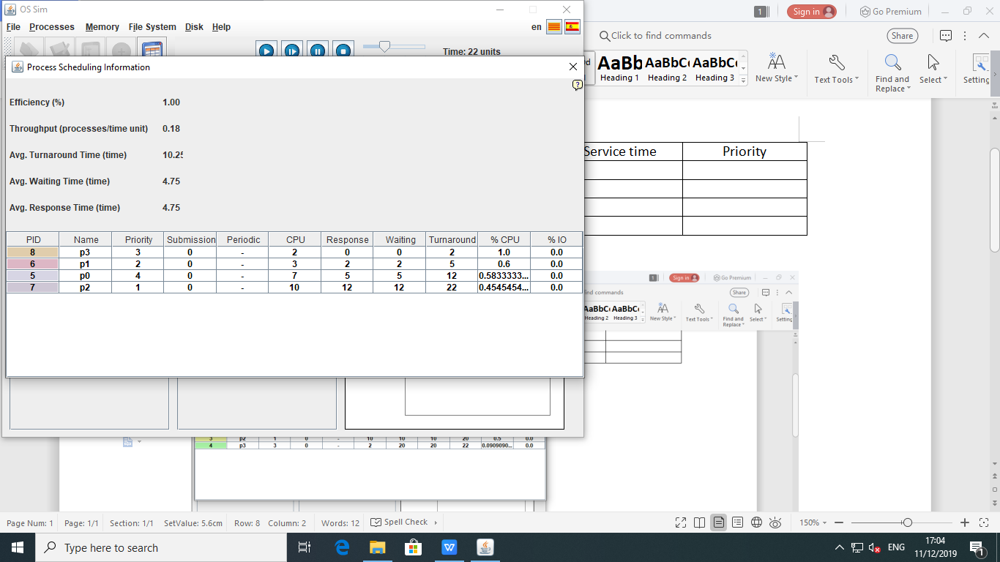 OS Sim
File Processes Memory File System Disk Help
en
Time: 22 units
Process Scheduling Information
Efficiency (%) 1.00
Throughput (processes/time unit) 0.18
Avg. Turnaround Time (time) 10.25
Avg. Waiting Time (time) 4.75
Avg. Response Time (time) 4.75
PID Name Priority Submission Periodic CPU Response Waiting Turnaround % CPU % IO
8 p3 3 0 - 2 0 0 2 1.0 0.0
6 p1 2 0 - 3 2 2 5 0.6 0.0
5 p0 4 0 - 7 5 5 12 0.5833333... 0.0
7 p2 1 0 - 10 12 12 22 0.4545454... 0.0
1 Sign in Go Premium
Click to find commands Share
AaBb AaBbC AaBbC
Heading 1 Heading 2 Heading 3 New Style Text Tools Find and Replace Select Setting
Service time Priority
1 Sign in Go Premium
ind commands Share
AaBbC AaBbC
Heading 2 Heading 3 New Style Text Tools Find and Replace Select Setting
3 p2 1 0 - 10 10 10 20 0.5 0.0
4 p3 3 0 - 2 20 20 22 0.0909090... 0.0
Page Num: 1 Page: 1/1 Section: 1/1 SetValue: 5.6cm Row: 8 Column: 2 Words: 12 Spell Check 150%
Type here to search
ENG
17:04
11/12/2019
1